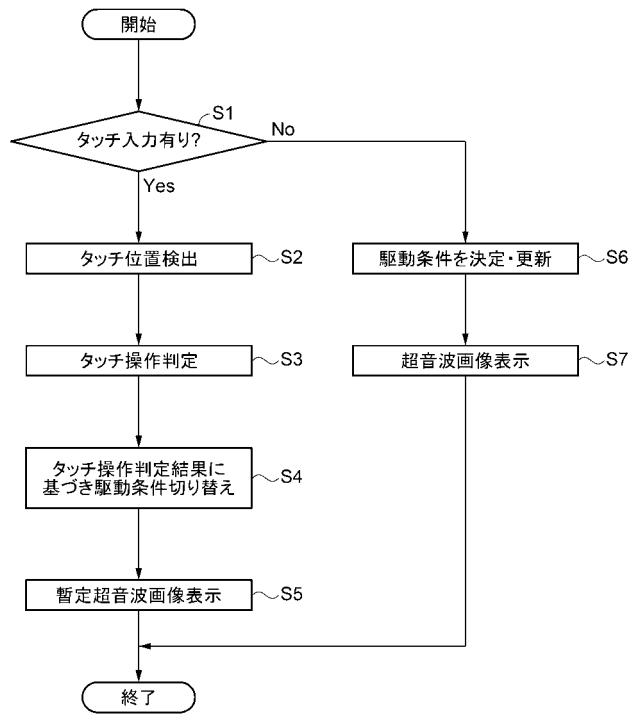 開始
S1
タッチ入力有り?
No
Yes
タッチ位置検出
S2
駆動条件を決定・更新
S6
タッチ操作判定
S3
超音波画像表示
S7
タッチ操作判定結果に
基づき駆動条件切り替え
S4
暫定超音波画像表示
S5
終了